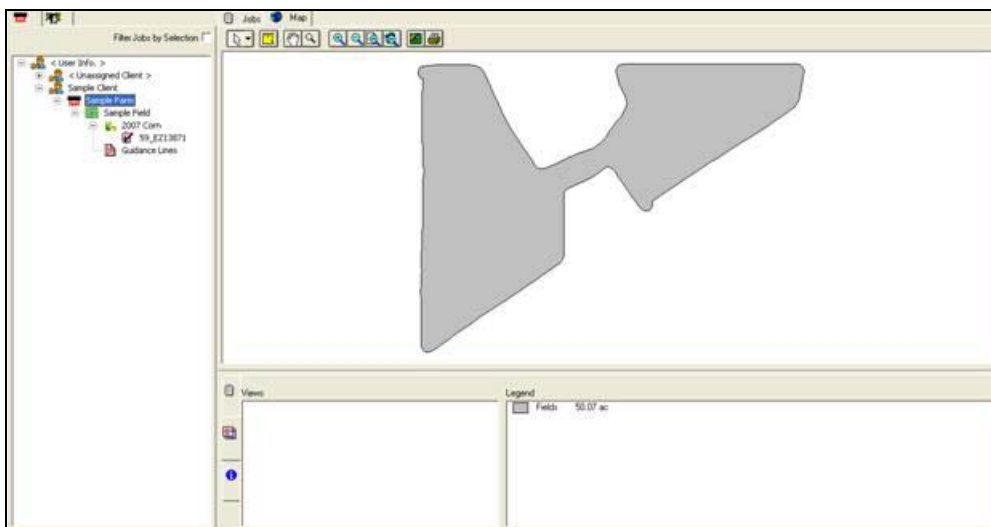 Jobs Map
Filter Jobs by Selection
< User Info. >
< Unassigned Client >
Sample Client
Sample Farm
Sample Field
2007 Corn
59_EZ13871
Guidance Lines
Views
Legend
Fields 50.07 ac